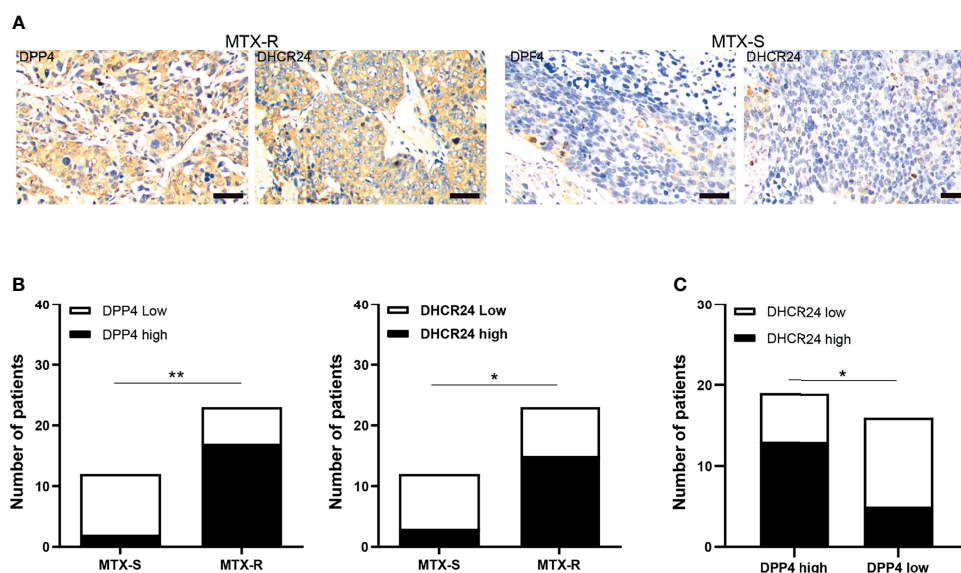 A
MTX-R
MTX-S
DPP4
DHCR24
DPP4
DHCR24
B
DPP4 Low
DPP4 high
**
Number of patients
40
30
20
10
0
MTX-S
MTX-R
DHCR24 Low
DHCR24 high
*
Number of patients
40
30
20
10
0
MTX-S
MTX-R
C
DHCR24 low
DHCR24 high
*
Number of patients
30
20
10
0
DPP4 high
DPP4 low